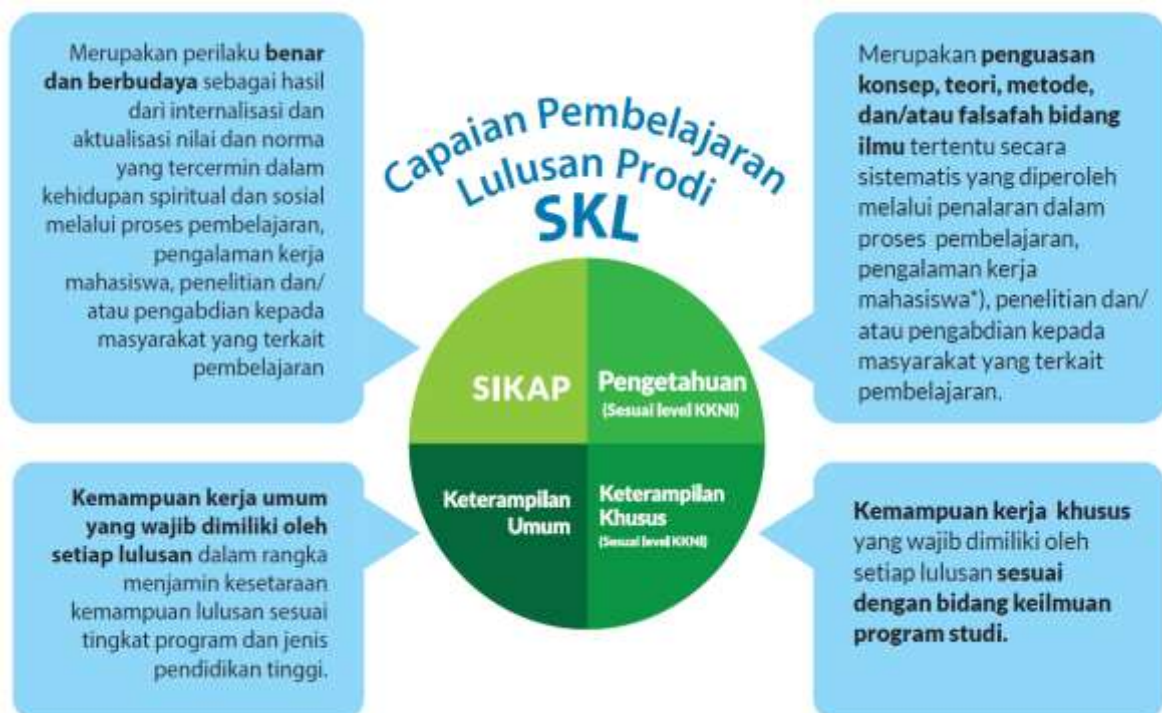 Merupakan perilaku benar
dan berbudaya sebagai hasil
dari internalisasi dan
aktualisasi nilai dan norma
yang tercermin dalam
kehidupan spiritual dan sosial
melalui proses pembelajaran,
pengalaman kerja
mahasiswa, penelitian dan/
atau pengabdian kepada
masyarakat yang terkait
pembelajaran
Capaian Pembelajaran
Lulusan Prodi
SKL
Merupakan penguasan
konsep, teori, metode,
dan/atau falsafah bidang
ilmu tertentu secara
sistematis yang diperoleh
melalui penalaran dalam
proses pembelajaran,
pengalaman kerja
mahasiswa*), penelitian dan/
atau pengabdian kepada
masyarakat yang terkait
pembelajaran.
SIKAP
Pengetahuan
(Sesuai level KKNI)
Keterampilan
Umum
Keterampilan
Khusus
(Sesuai level KKNI)
Kemampuan kerja umum
yang wajib dimiliki oleh
setiap lulusan dalam rangka
menjamin kesetaraan
kemampuan lulusan sesuai
tingkat program dan jenis
pendidikan tinggi.
Kemampuan kerja khusus
yang wajib dimiliki oleh
setiap lulusan sesuai
dengan bidang keilmuan
program studi.